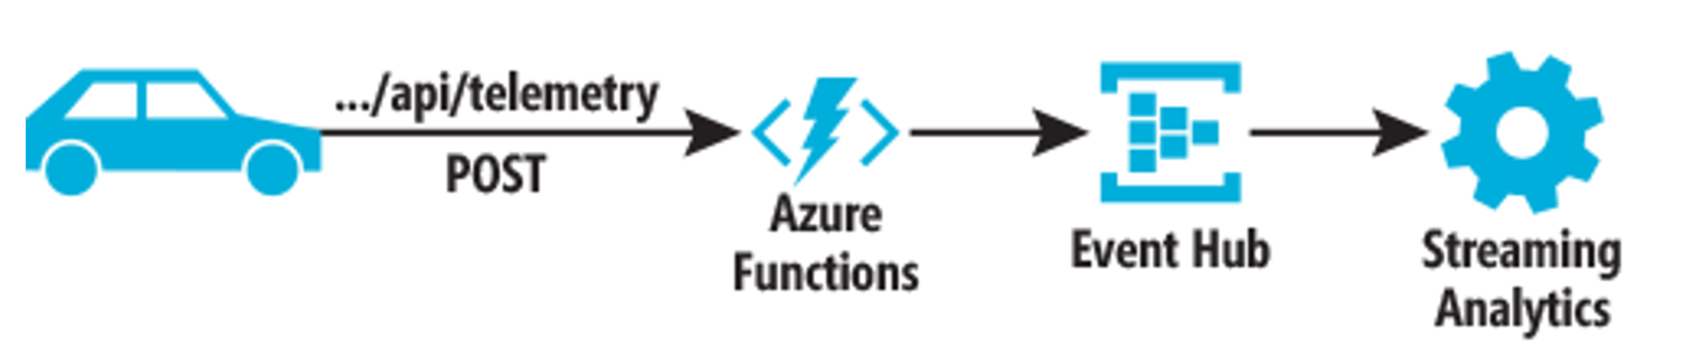 .../api/telemetry
POST
Azure
Functions
Event Hub
Streaming
Analytics